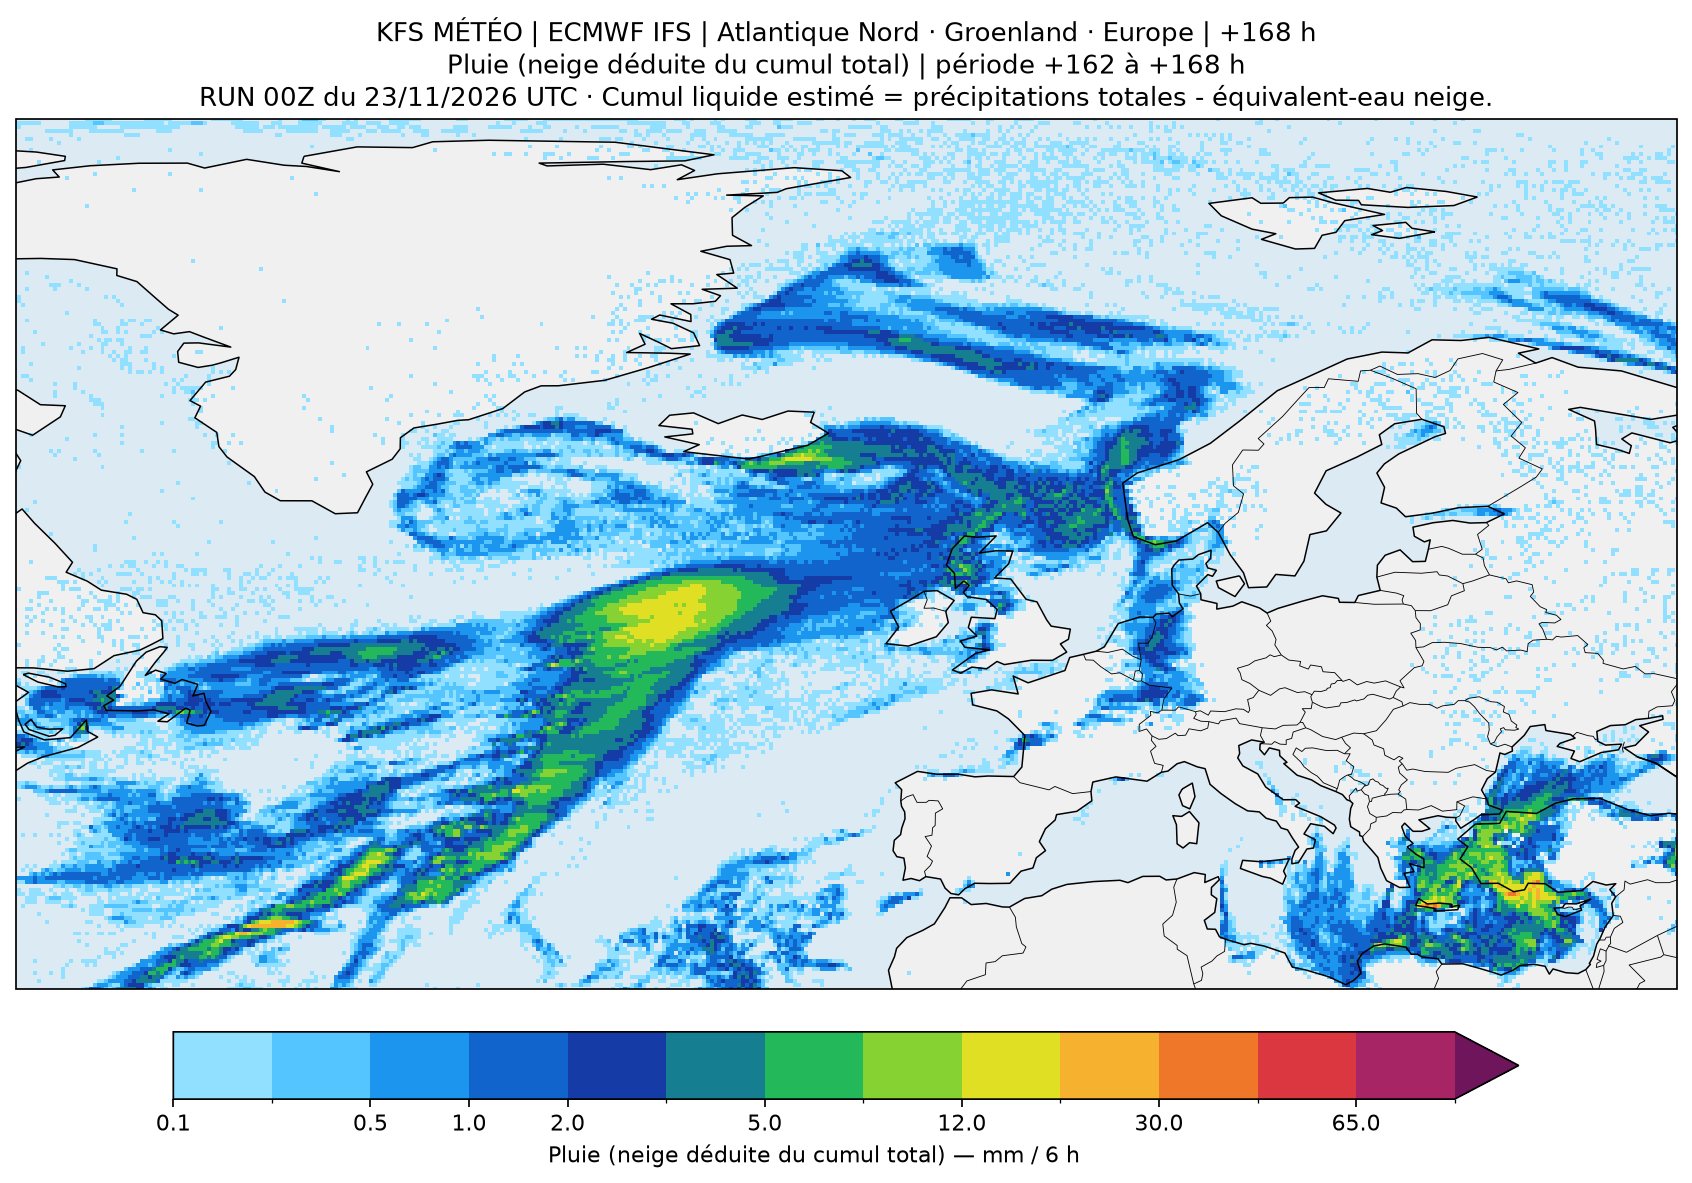 KFS MÉTÉO | ECMWF IFS | Atlantique Nord · Groenland · Europe | +168 h
Pluie (neige déduite du cumul total) | période +162 à +168 h
RUN 00Z du 23/11/2026 UTC · Cumul liquide estimé = précipitations totales - équivalent-eau neige.
0.1 0.5 1.0 2.0 5.0 12.0 30.0 65.0
Pluie (neige déduite du cumul total) — mm / 6 h